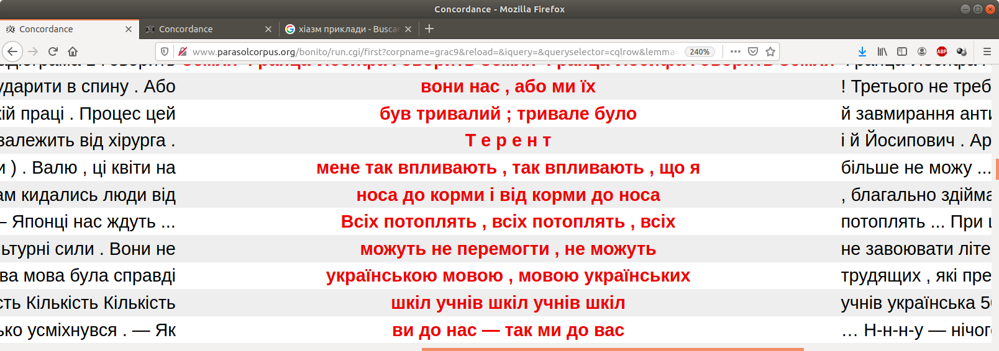 Concordance - Mozilla Firefox
Concordance Concordance хіазм приклади - Busca
www.parasolcorpus.org/bonito/run.cgi/first?corpname=grac9&reload=&iquery=&queryselector=cqlrow&lemma= 240% ABP
ударити в спину . Або вони нас , або ми їх ! Третього не треб
ій праці . Процес цей був тривалий ; тривале було й завмирання анти
залежить від хірурга . Т е р е н т і й Йосипович . Ар
и ) . Валю , ці квіти на мене так впливають , так впливають , що я більше не можу ...
ам кидались люди від носа до корми і від корми до носа , благально здійма
– Японці нас ждуть ... Всіх потоплять , всіх потоплять , всіх потоплять ... При
ьтурні сили . Вони не можуть не перемогти , не можуть не завоювати літе
ва мова була справді українською мовою , мовою українських трудящих , які пре
сть Кількість Кількість шкіл учнів шкіл учнів шкіл учнів українська 5
ько усміхнувся . — Як ви до нас — так ми до вас … Н-н-н-у — нічог